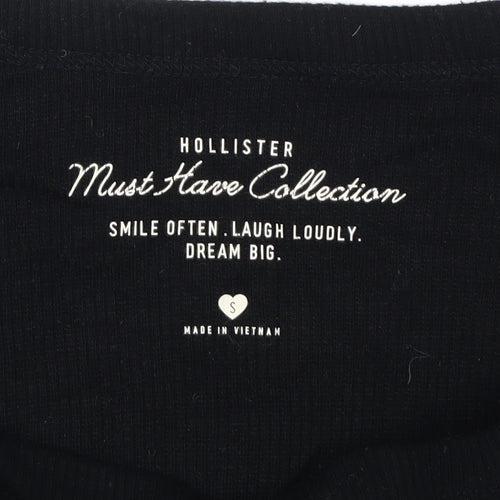 HOLLISTER
Must Have Collection
SMILE OFTEN. LAUGH LOUDLY.
DREAM BIG.
S
MADE IN VIETNAM